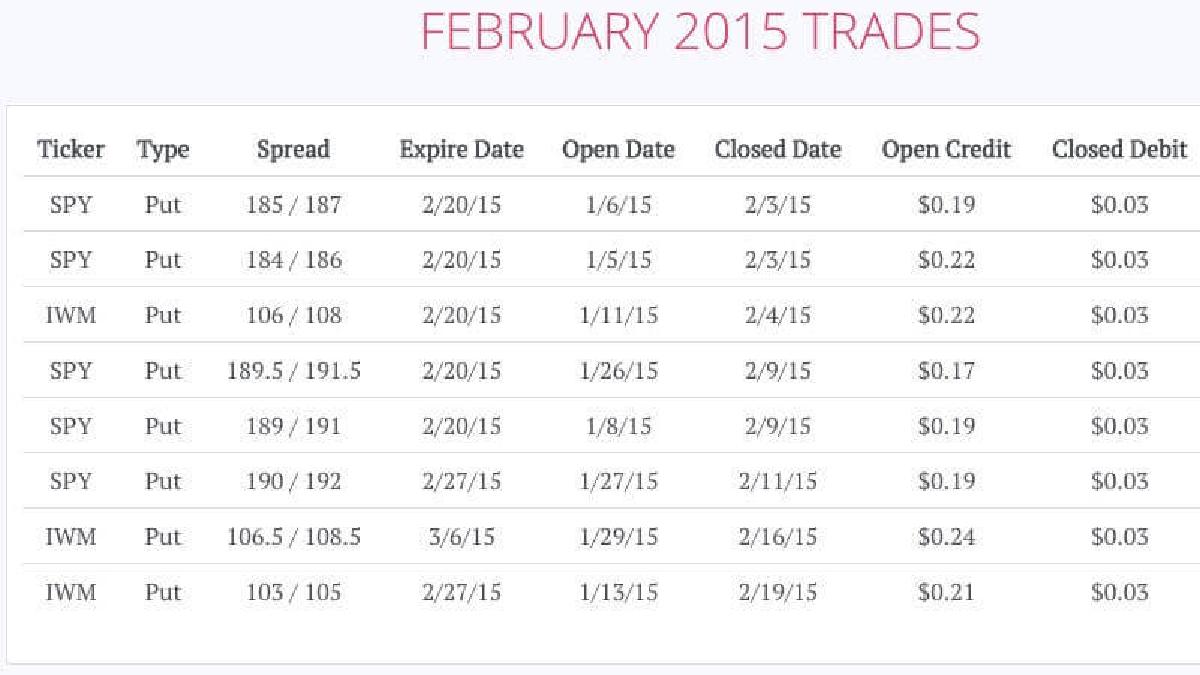 FEBRUARY 2015 TRADES
Ticker Type Spread Expire Date Open Date Closed Date Open Credit Closed Debit
SPY Put 185 / 187 2/20/15 1/6/15 2/3/15 $0.19 $0.03
SPY Put 184 / 186 2/20/15 1/5/15 2/3/15 $0.22 $0.03
IWM Put 106 / 108 2/20/15 1/11/15 2/4/15 $0.22 $0.03
SPY Put 189.5 / 191.5 2/20/15 1/26/15 2/9/15 $0.17 $0.03
SPY Put 189 / 191 2/20/15 1/8/15 2/9/15 $0.19 $0.03
SPY Put 190 / 192 2/27/15 1/27/15 2/11/15 $0.19 $0.03
IWM Put 106.5 / 108.5 3/6/15 1/29/15 2/16/15 $0.24 $0.03
IWM Put 103 / 105 2/27/15 1/13/15 2/19/15 $0.21 $0.03